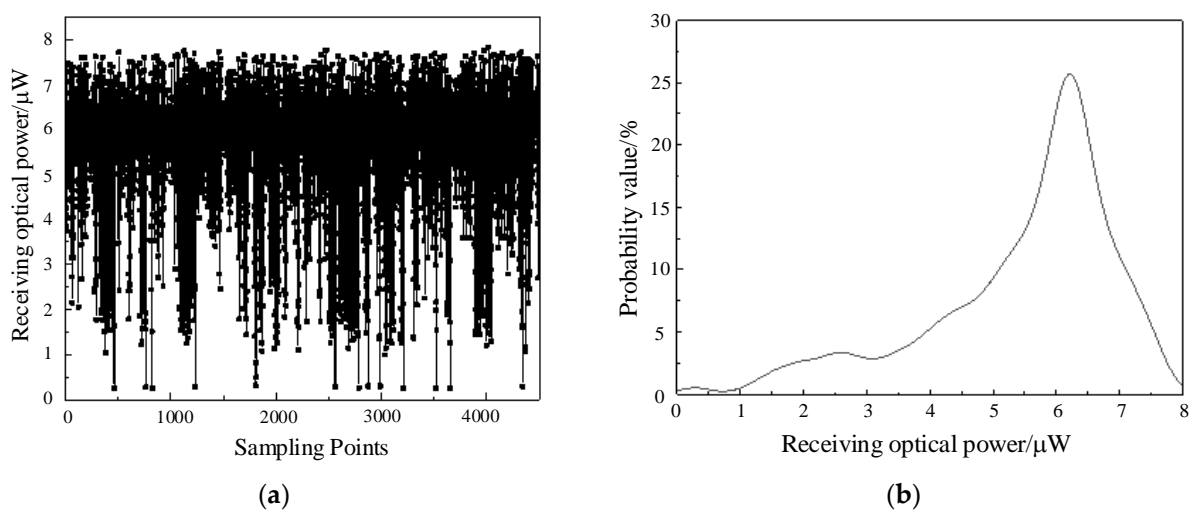 8
7
6
5
4
3
2
1
0
Receiving optical power/μW
0 1000 2000 3000 4000
Sampling Points
(a)
30
25
20
15
10
5
0
Probability value/%
0 1 2 3 4 5 6 7 8
Receiving optical power/μW
(b)